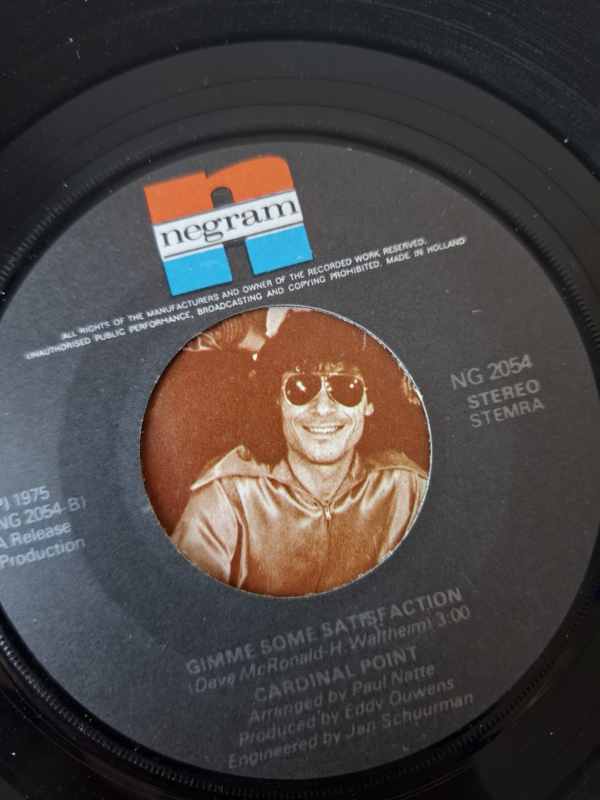 negram
ALL RIGHTS OF THE MANUFACTURERS AND OWNER OF THE RECORDED WORK RESERVED.
UNAUTHORISED PUBLIC PERFORMANCE, BROADCASTING AND COPYING PROHIBITED. MADE IN HOLLAND
NG 2054
STEREO
STEMRA
P) 1975
NG 2054-B)
A Release
Production
GIMME SOME SATISFACTION
(Dave McRonald-H. Waltheim) 3:00
CARDINAL POINT
Arranged by Paul Natte
Produced by Eddy Ouwens
Engineered by Jan Schuurman